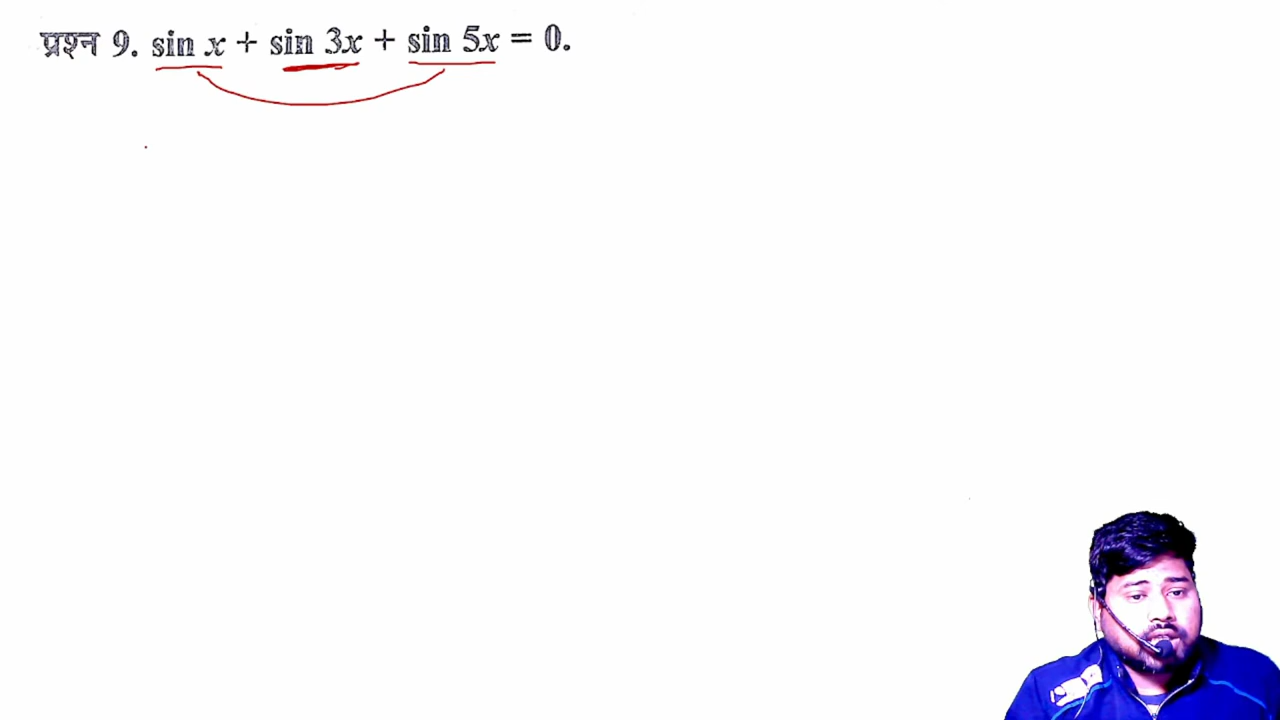 प्रश्न 9. sin x + sin 3x + sin 5x = 0.